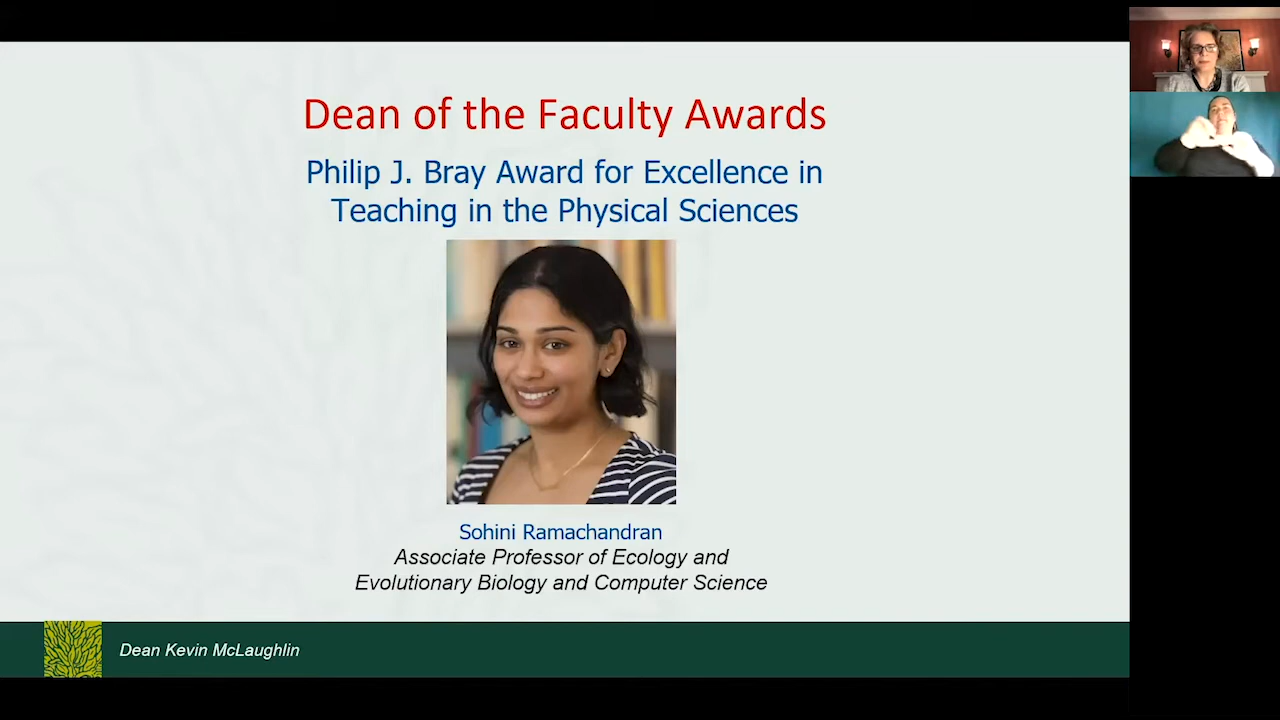 Dean of the Faculty Awards
Philip J. Bray Award for Excellence in
Teaching in the Physical Sciences
Sohini Ramachandran
Associate Professor of Ecology and
Evolutionary Biology and Computer Science
Dean Kevin McLaughlin